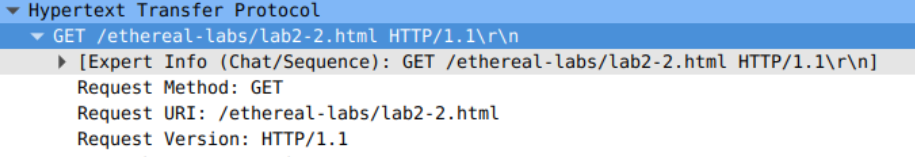 Hypertext Transfer Protocol
GET /ethereal-labs/lab2-2.html HTTP/1.1\r\n
[Expert Info (Chat/Sequence): GET /ethereal-labs/lab2-2.html HTTP/1.1\r\n]
Request Method: GET
Request URI: /ethereal-labs/lab2-2.html
Request Version: HTTP/1.1